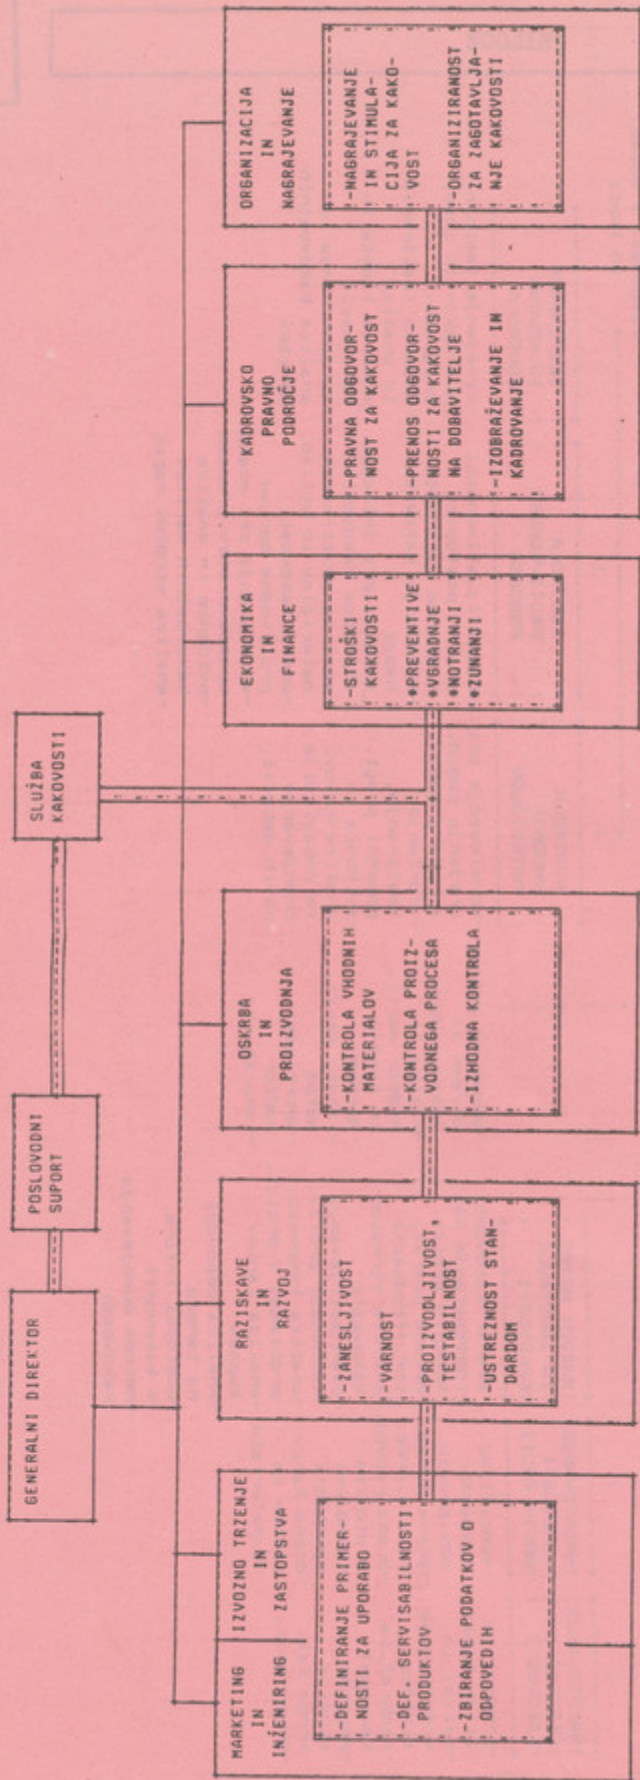 GENERALNI DIREKTOR
POSLOVODNI
SUPORT
SLUŽBA
KAKOVOSTI
MARKETING
IN
INŽENIRING
IZVOZNO TRZENJE
IN
ZASTOPSTVA
-DEFINIRANJE PRIMER-
NOSTI ZA UPORABO
-DEF. SERVISABILNOSTI
PRODUKTOV
-ZBIRANJE PODATKOV O
ODPOVEDIH
RAZISKAVE
IN
RAZVOJ
-ZANESLJIVOST
-VARNOST
-PROIZVODLJIVOST,
TESTABILNOST
-USTREZNOST STAN-
DARDOM
OSKRBA
IN
PROIZVODNJA
-KONTROLA VHODNIH
MATERIALOV
-KONTROLA PROIZ-
VODNEGA PROCESA
-IZHODNA KONTROLA
EKONOMIKA
IN
FINANCE
-STROŠKI
KAKOVOSTI
*PREVENTIVE
*VGRADNJE
*NOTRANJI
*ZUNANJI
KADROVSKO
PRAVNO
PODROČJE
-PRAVNA ODGOVOR-
NOST ZA KAKOVOST
-PRENOS ODGOVOR-
NOSTI ZA KAKOVOST
NA DOBAVITELJE
-IZOBRAŽEVANJE IN
KADROVANJE
ORGANIZACIJA
IN
NAGRAJEVANJE
-NAGRAJEVANJE
IN STIMULA-
CIJA ZA KAKO-
VOST
-ORGANIZIRANOST
ZA ZAGOTAVLJA-
NJE KAKOVOSTI